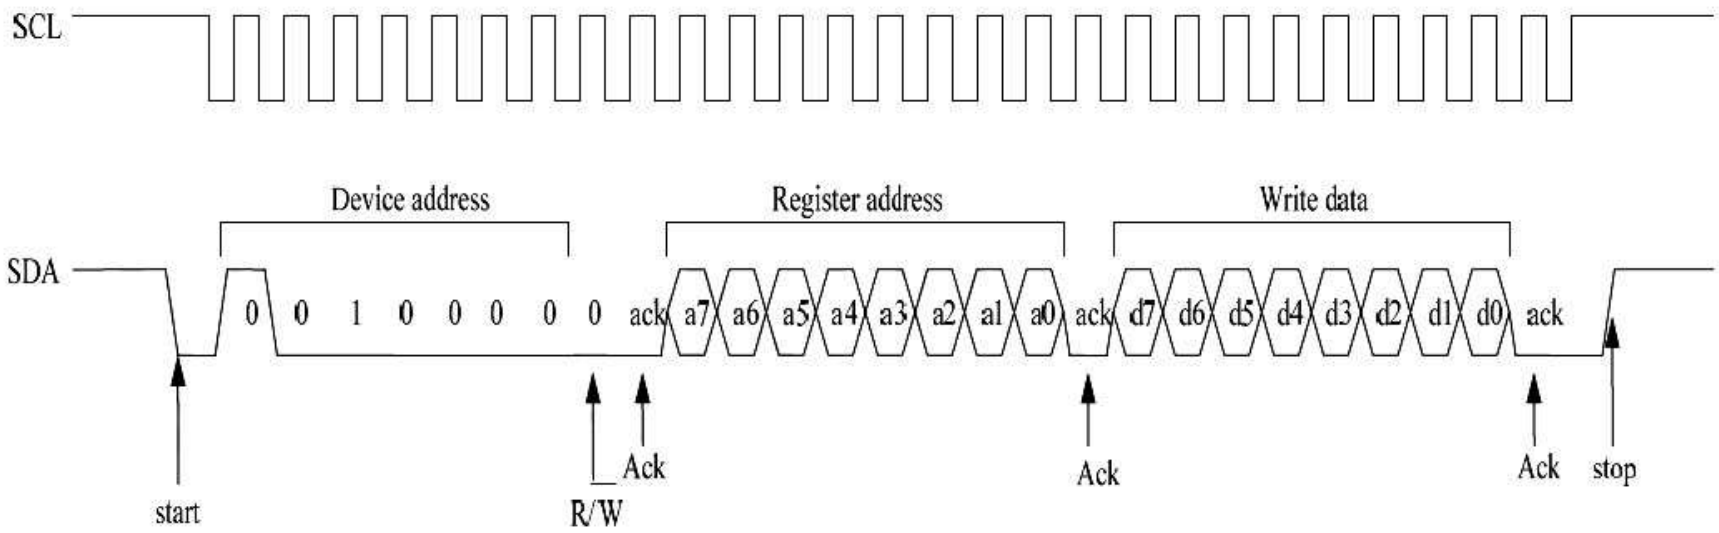 SCL
Device address Register address Write data
SDA
0 0 1 0 0 0 0 0 ack a7 a6 a5 a4 a3 a2 a1 a0 ack d7 d6 d5 d4 d3 d2 d1 d0 ack
Ack Ack Ack stop
start R/W